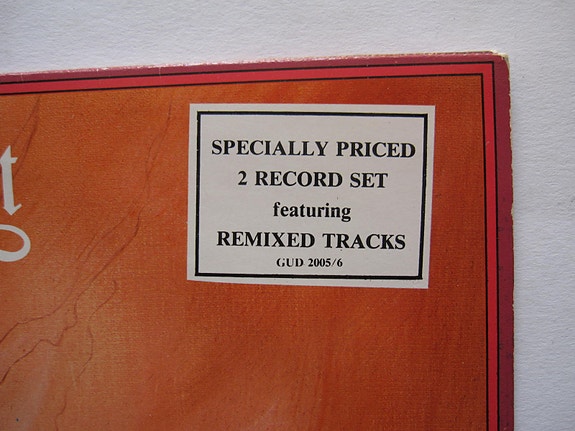 SPECIALLY PRICED
2 RECORD SET
featuring
REMIXED TRACKS
GUD 2005/6
t